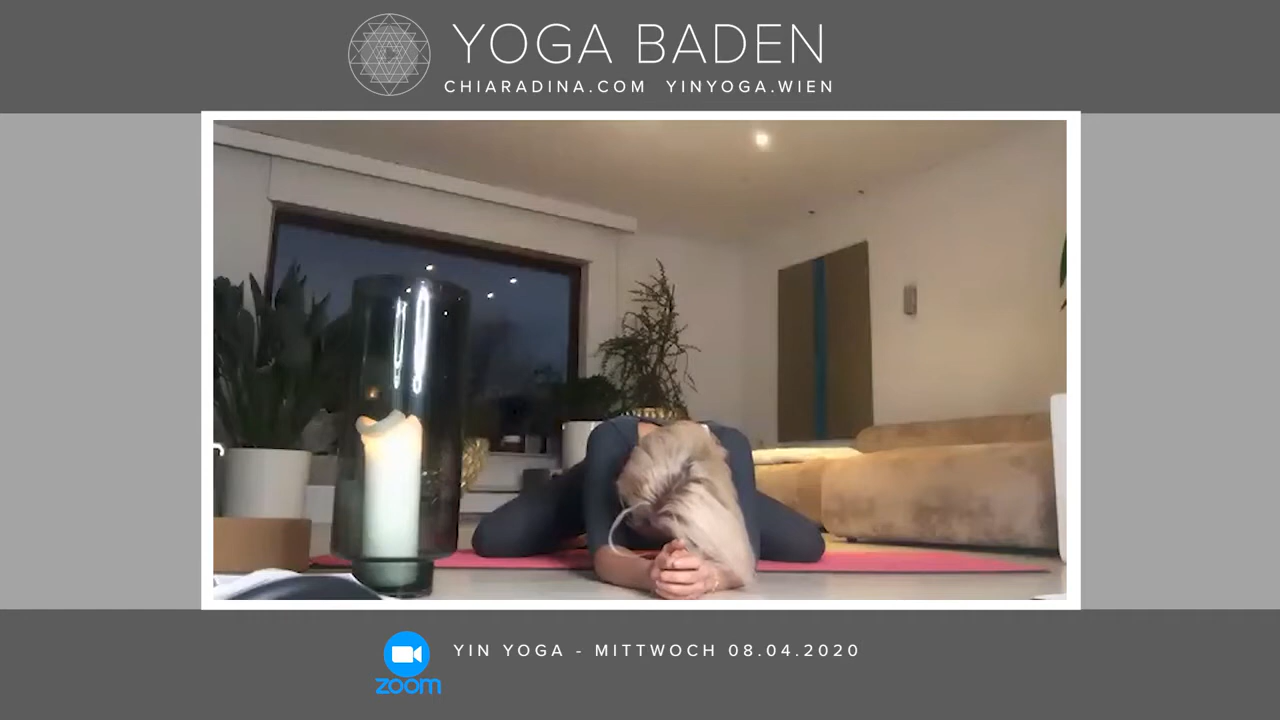 YOGA BADEN
CHIARADINA.COM YINYOGA.WIEN
YIN YOGA - MITTWOCH 08.04.2020
zoom